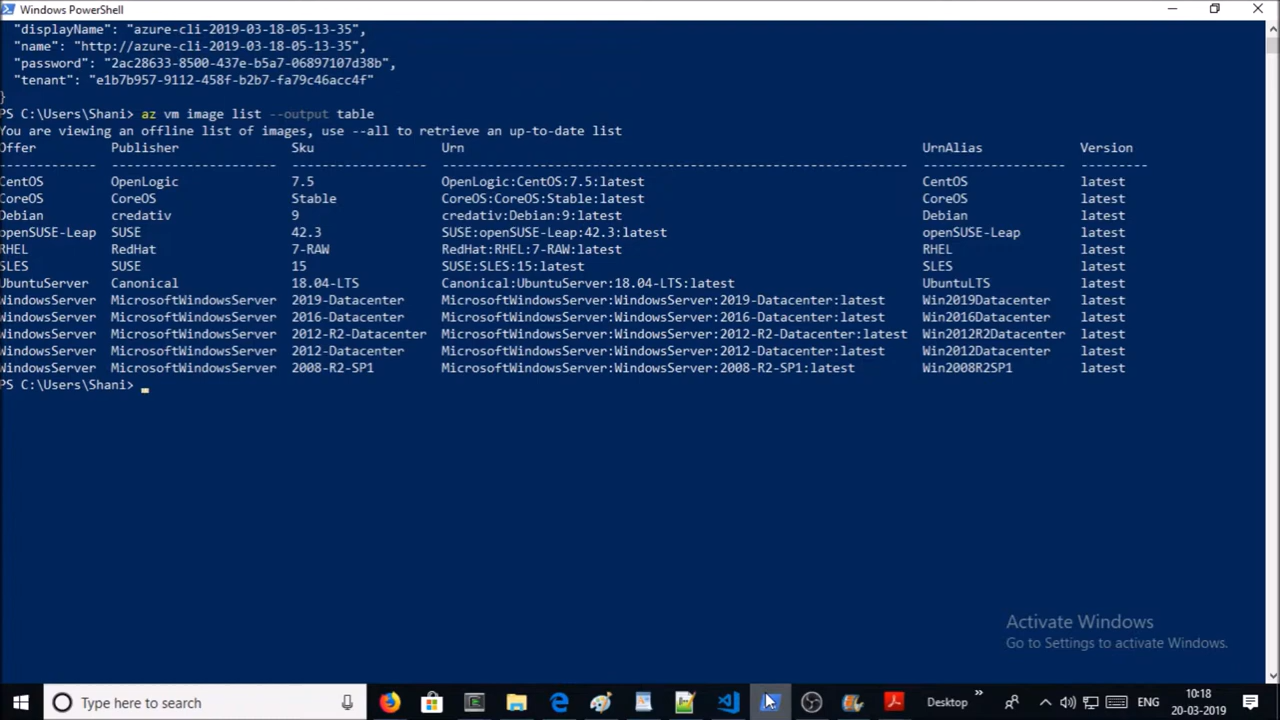 Windows PowerShell
"displayName": "azure-cli-2019-03-18-05-13-35",
"name": "http://azure-cli-2019-03-18-05-13-35",
"password": "2ac28633-8500-437e-b5a7-06897107d38b",
"tenant": "e1b7b957-9112-458f-b2b7-fa79c46acc4f"
}
PS C:\Users\Shani> az vm image list --output table
You are viewing an offline list of images, use --all to retrieve an up-to-date list
Offer Publisher Sku Urn UrnAlias Version
CentOS OpenLogic 7.5 OpenLogic:CentOS:7.5:latest CentOS latest
CoreOS CoreOS Stable CoreOS:CoreOS:Stable:latest CoreOS latest
Debian credativ 9 credativ:Debian:9:latest Debian latest
openSUSE-Leap SUSE 42.3 SUSE:openSUSE-Leap:42.3:latest openSUSE-Leap latest
RHEL RedHat 7-RAW RedHat:RHEL:7-RAW:latest RHEL latest
SLES SUSE 15 SUSE:SLES:15:latest SLES latest
UbuntuServer Canonical 18.04-LTS Canonical:UbuntuServer:18.04-LTS:latest UbuntuLTS latest
WindowsServer MicrosoftWindowsServer 2019-Datacenter MicrosoftWindowsServer:WindowsServer:2019-Datacenter:latest Win2019Datacenter latest
WindowsServer MicrosoftWindowsServer 2016-Datacenter MicrosoftWindowsServer:WindowsServer:2016-Datacenter:latest Win2016Datacenter latest
WindowsServer MicrosoftWindowsServer 2012-R2-Datacenter MicrosoftWindowsServer:WindowsServer:2012-R2-Datacenter:latest Win2012R2Datacenter latest
WindowsServer MicrosoftWindowsServer 2012-Datacenter MicrosoftWindowsServer:WindowsServer:2012-Datacenter:latest Win2012Datacenter latest
WindowsServer MicrosoftWindowsServer 2008-R2-SP1 MicrosoftWindowsServer:WindowsServer:2008-R2-SP1:latest Win2008R2SP1 latest
PS C:\Users\Shani>
Activate Windows
Go to Settings to activate Windows.
Type here to search
Desktop
ENG
10:18
20-03-2019